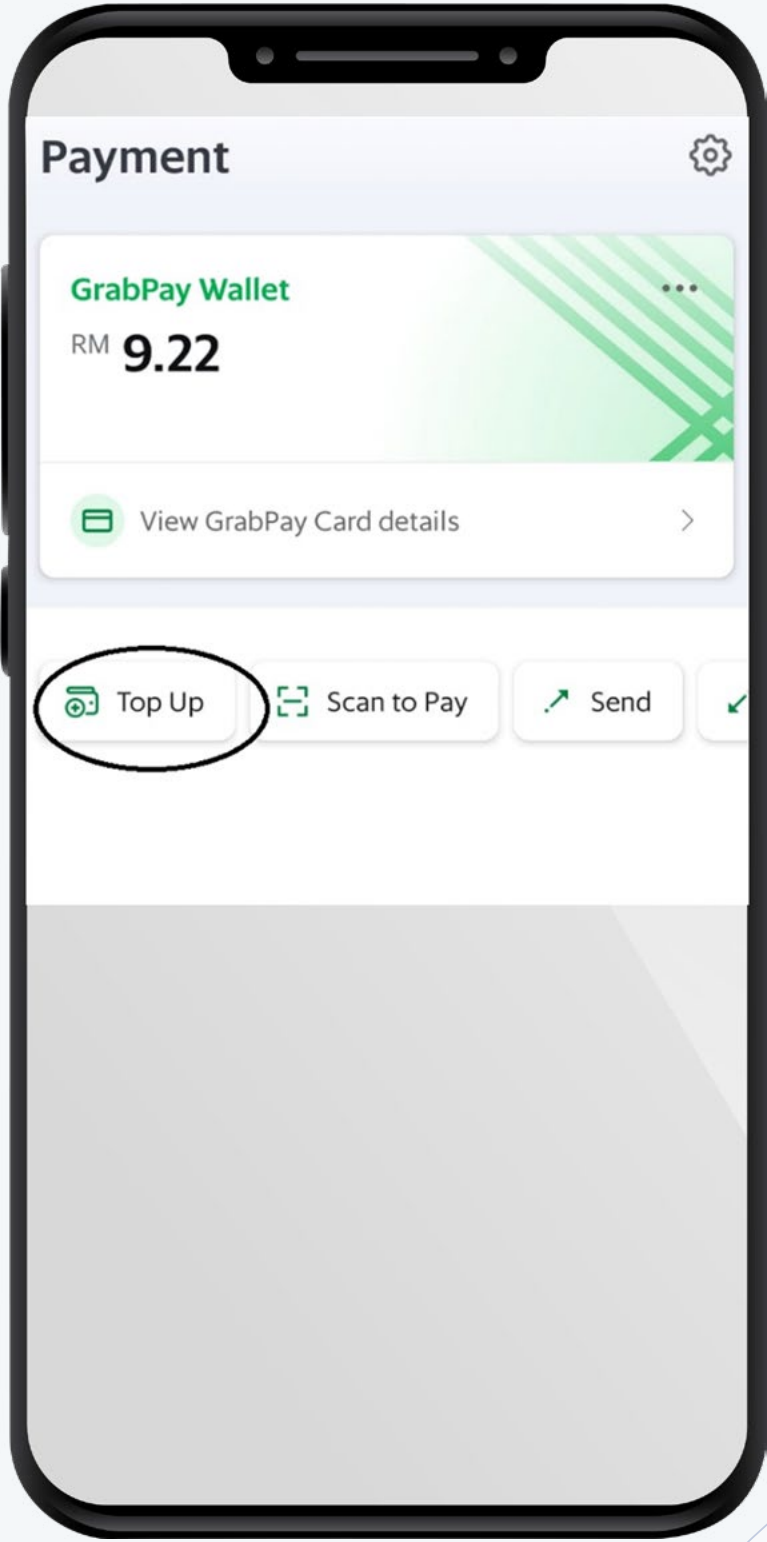 Payment
GrabPay Wallet
RM 9.22
View GrabPay Card details
Top Up Scan to Pay Send